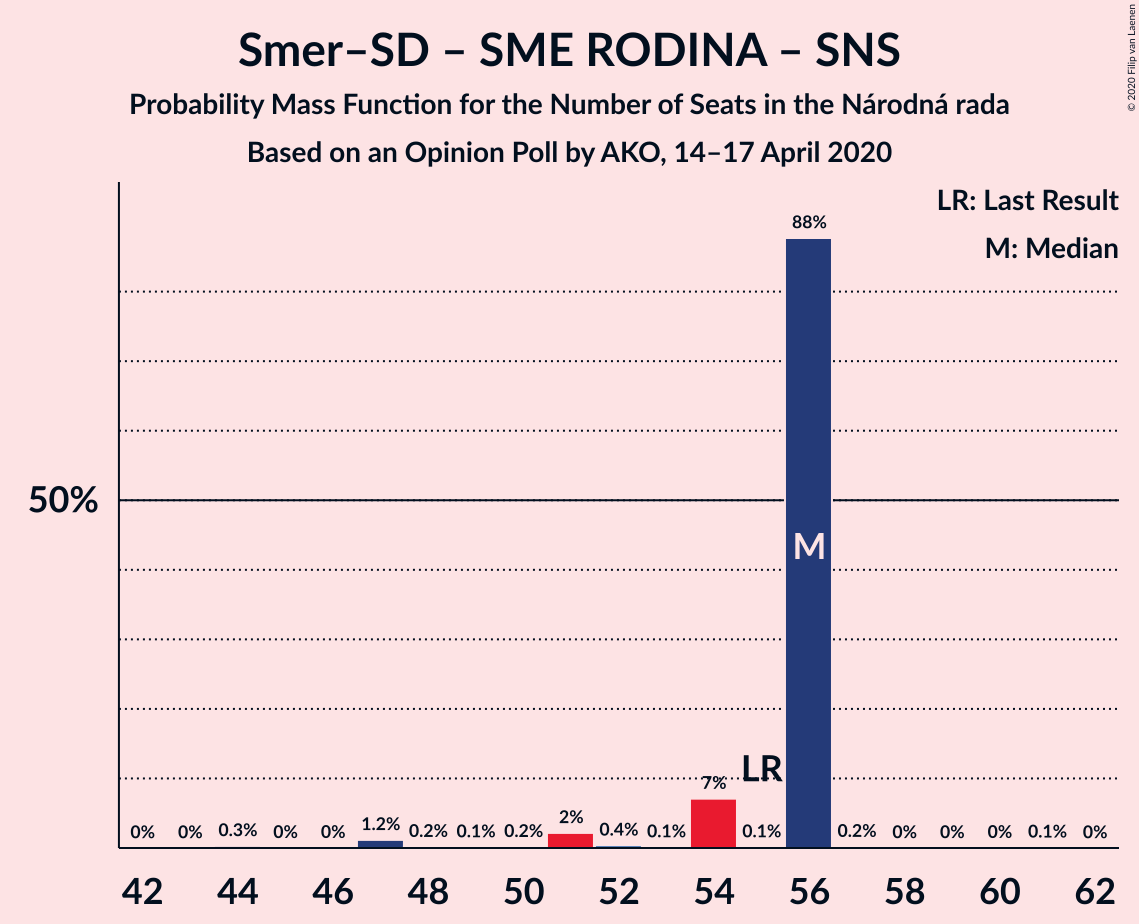 Smer–SD – SME RODINA – SNS
Probability Mass Function for the Number of Seats in the Národná rada
Based on an Opinion Poll by AKO, 14–17 April 2020
© 2020 Filip van Laenen
LR: Last Result
M: Median
88%
50%
M
LR
7%
0% 0% 0.3% 0% 0% 1.2% 0.2% 0.1% 0.2% 2% 0.4% 0.1% 0.1% 0.2% 0% 0% 0% 0.1% 0%
42 44 46 48 50 52 54 56 58 60 62